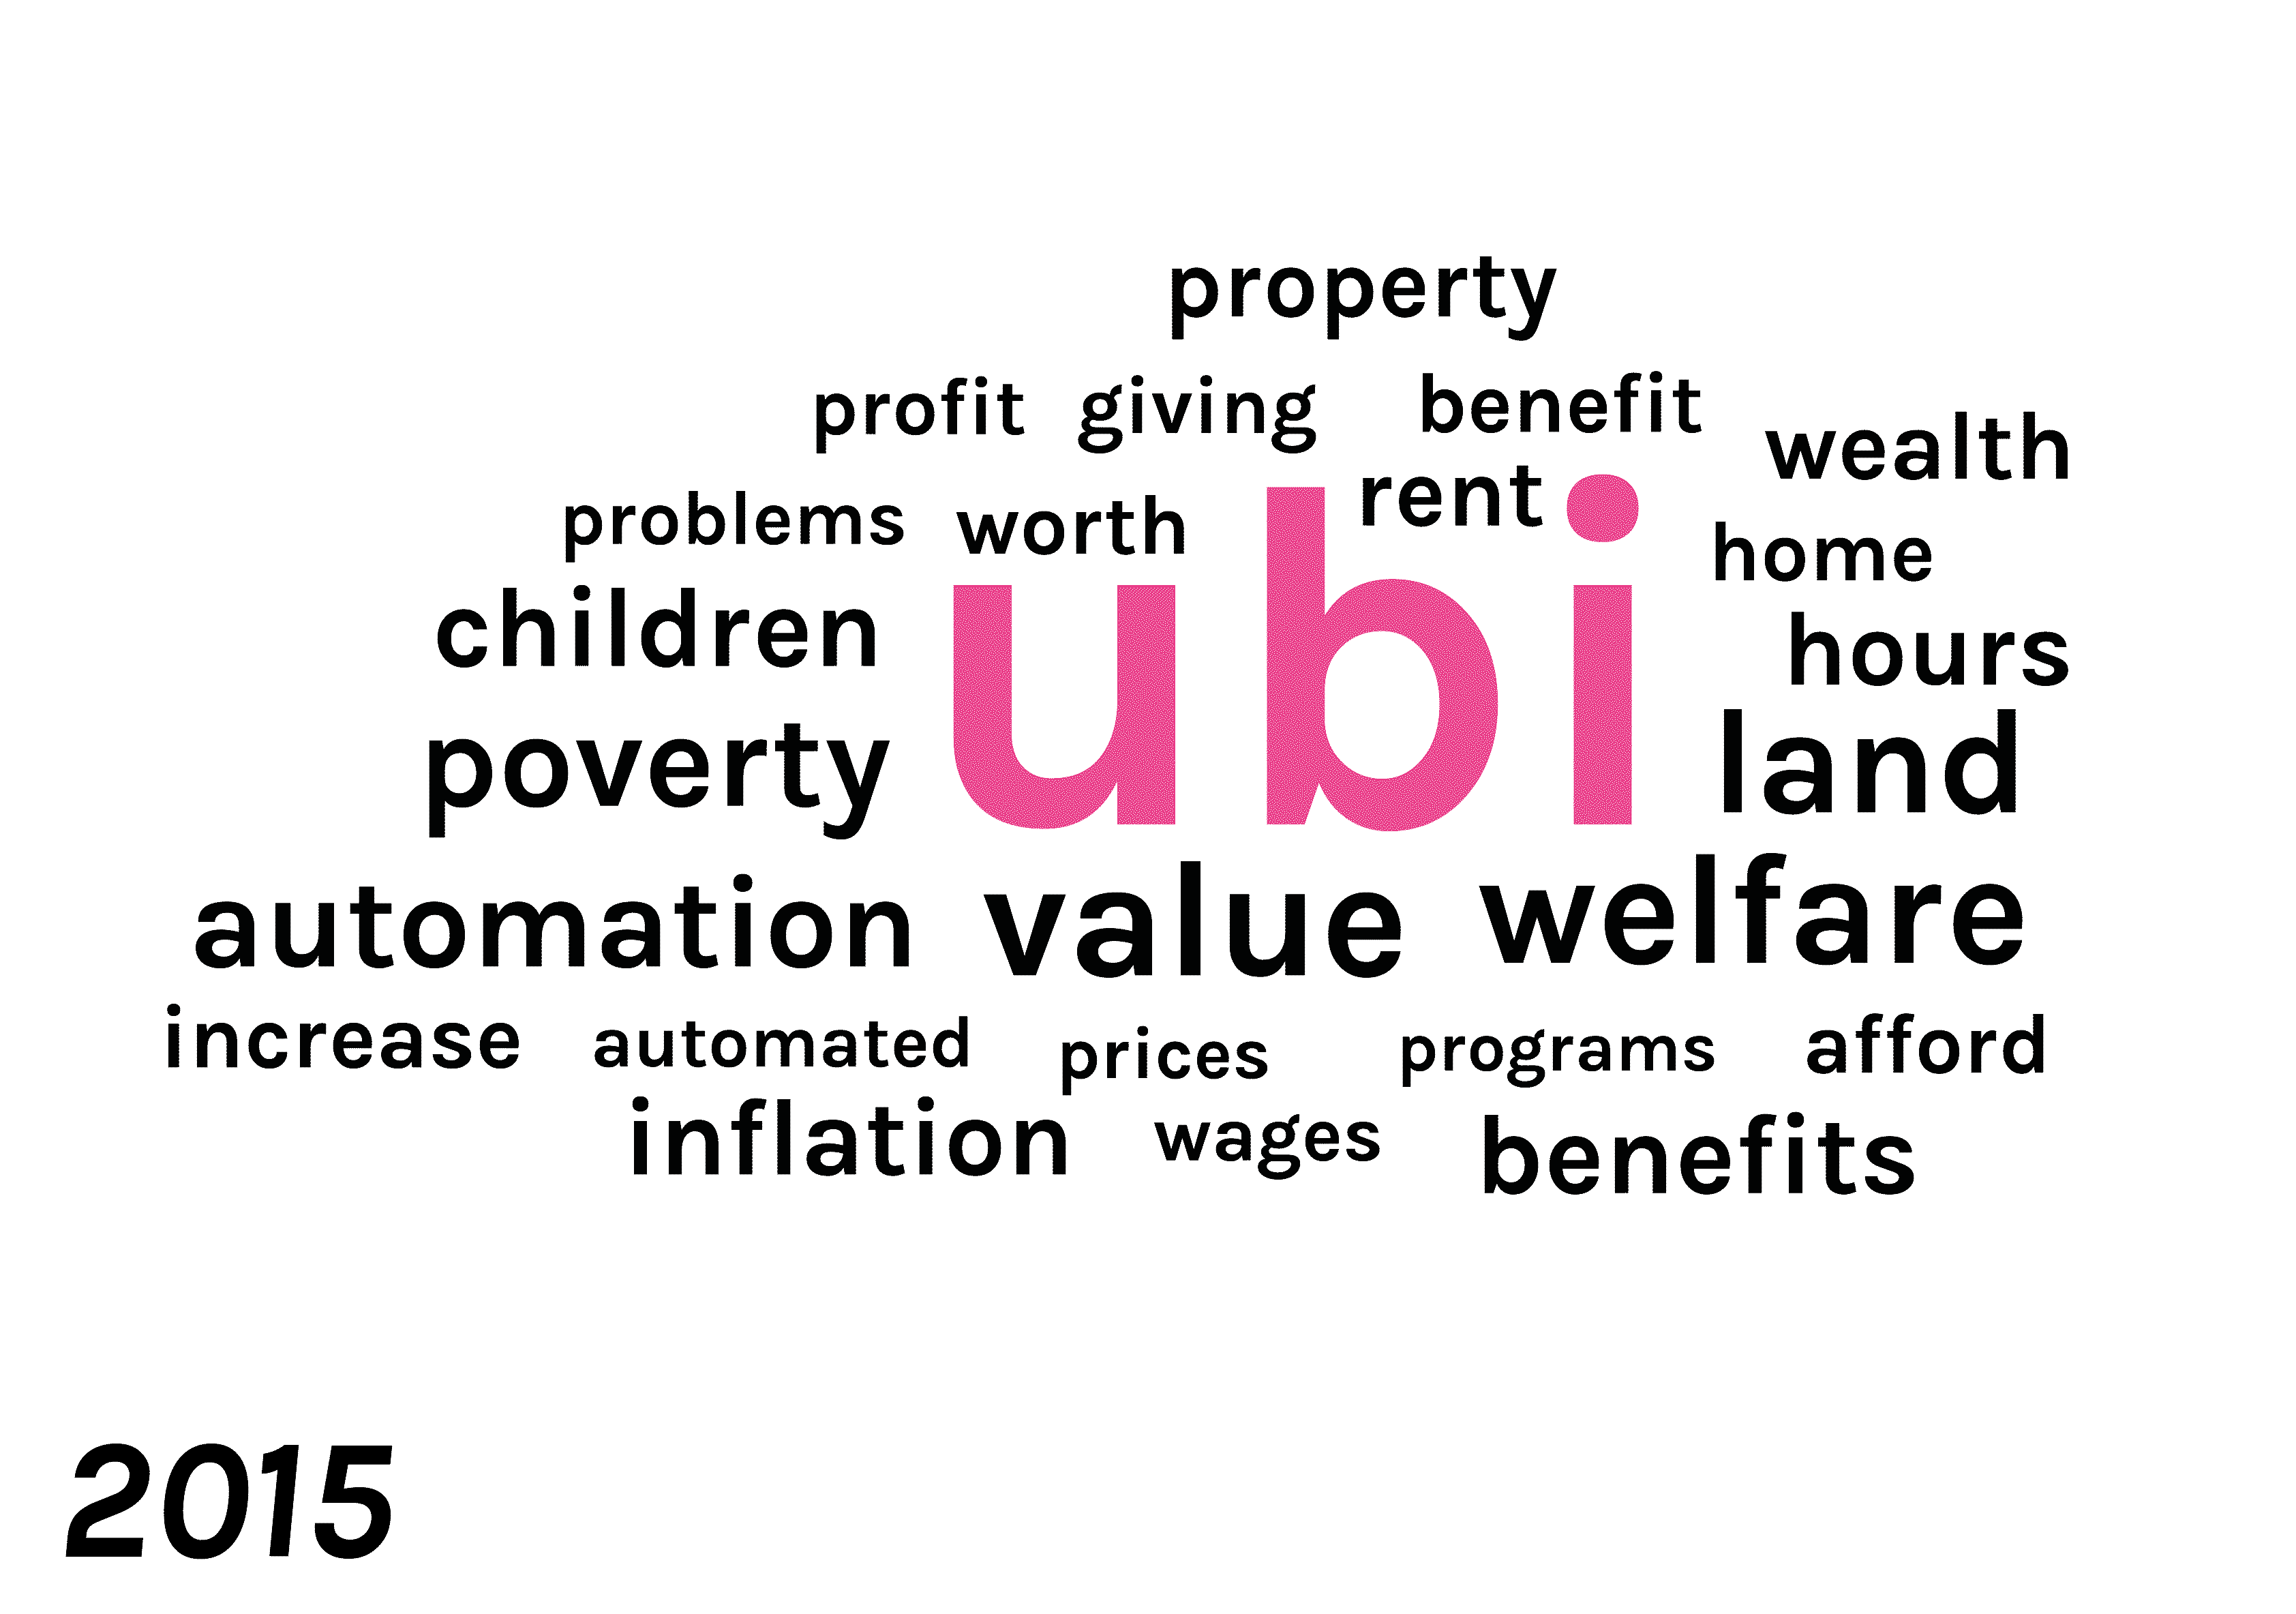 property
profit giving benefit
wealth
problems worth rent
home
children ubi hours
poverty land
automation value welfare
increase automated prices programs afford
inflation wages benefits
2015